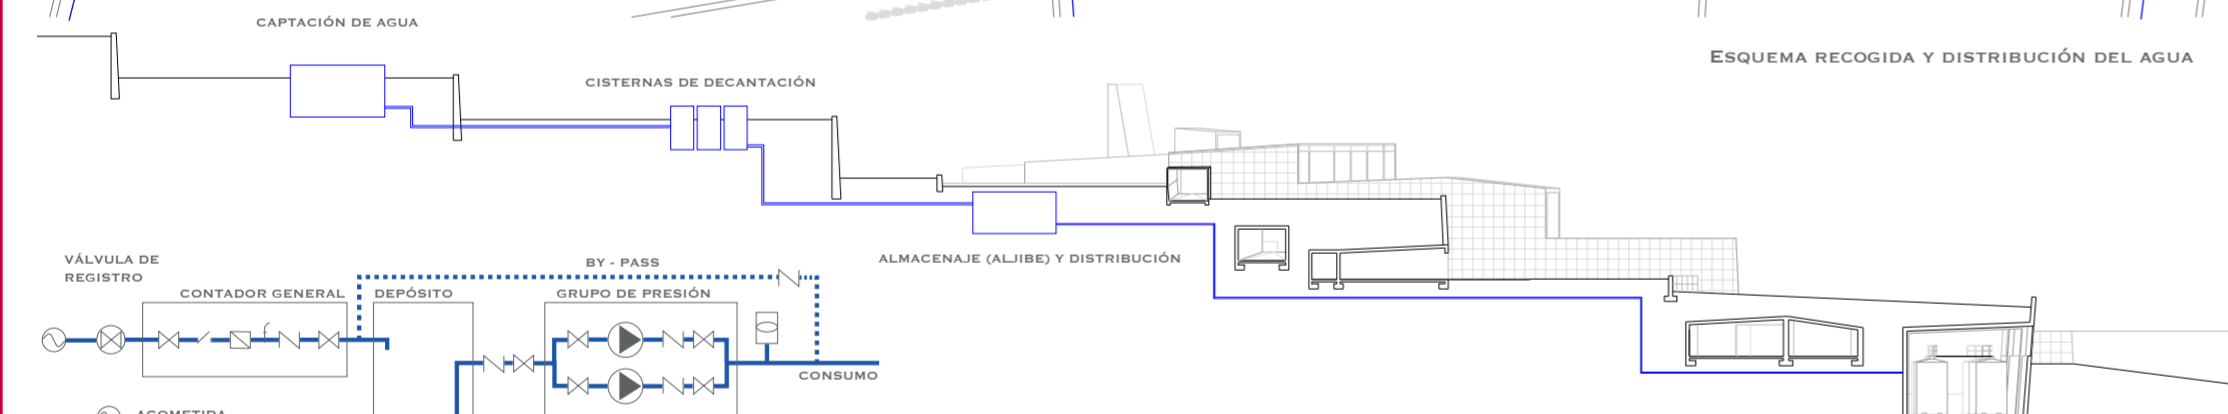 CAPTACIÓN DE AGUA
ESQUEMA RECOGIDA Y DISTRIBUCIÓN DEL AGUA
CISTERNAS DE DECANTACIÓN
ALMACENAJE (ALJIBE) Y DISTRIBUCIÓN
VÁLVULA DE
REGISTRO
BY - PASS
CONTADOR GENERAL
DEPÓSITO
GRUPO DE PRESIÓN
CONSUMO
ACOMETIDA